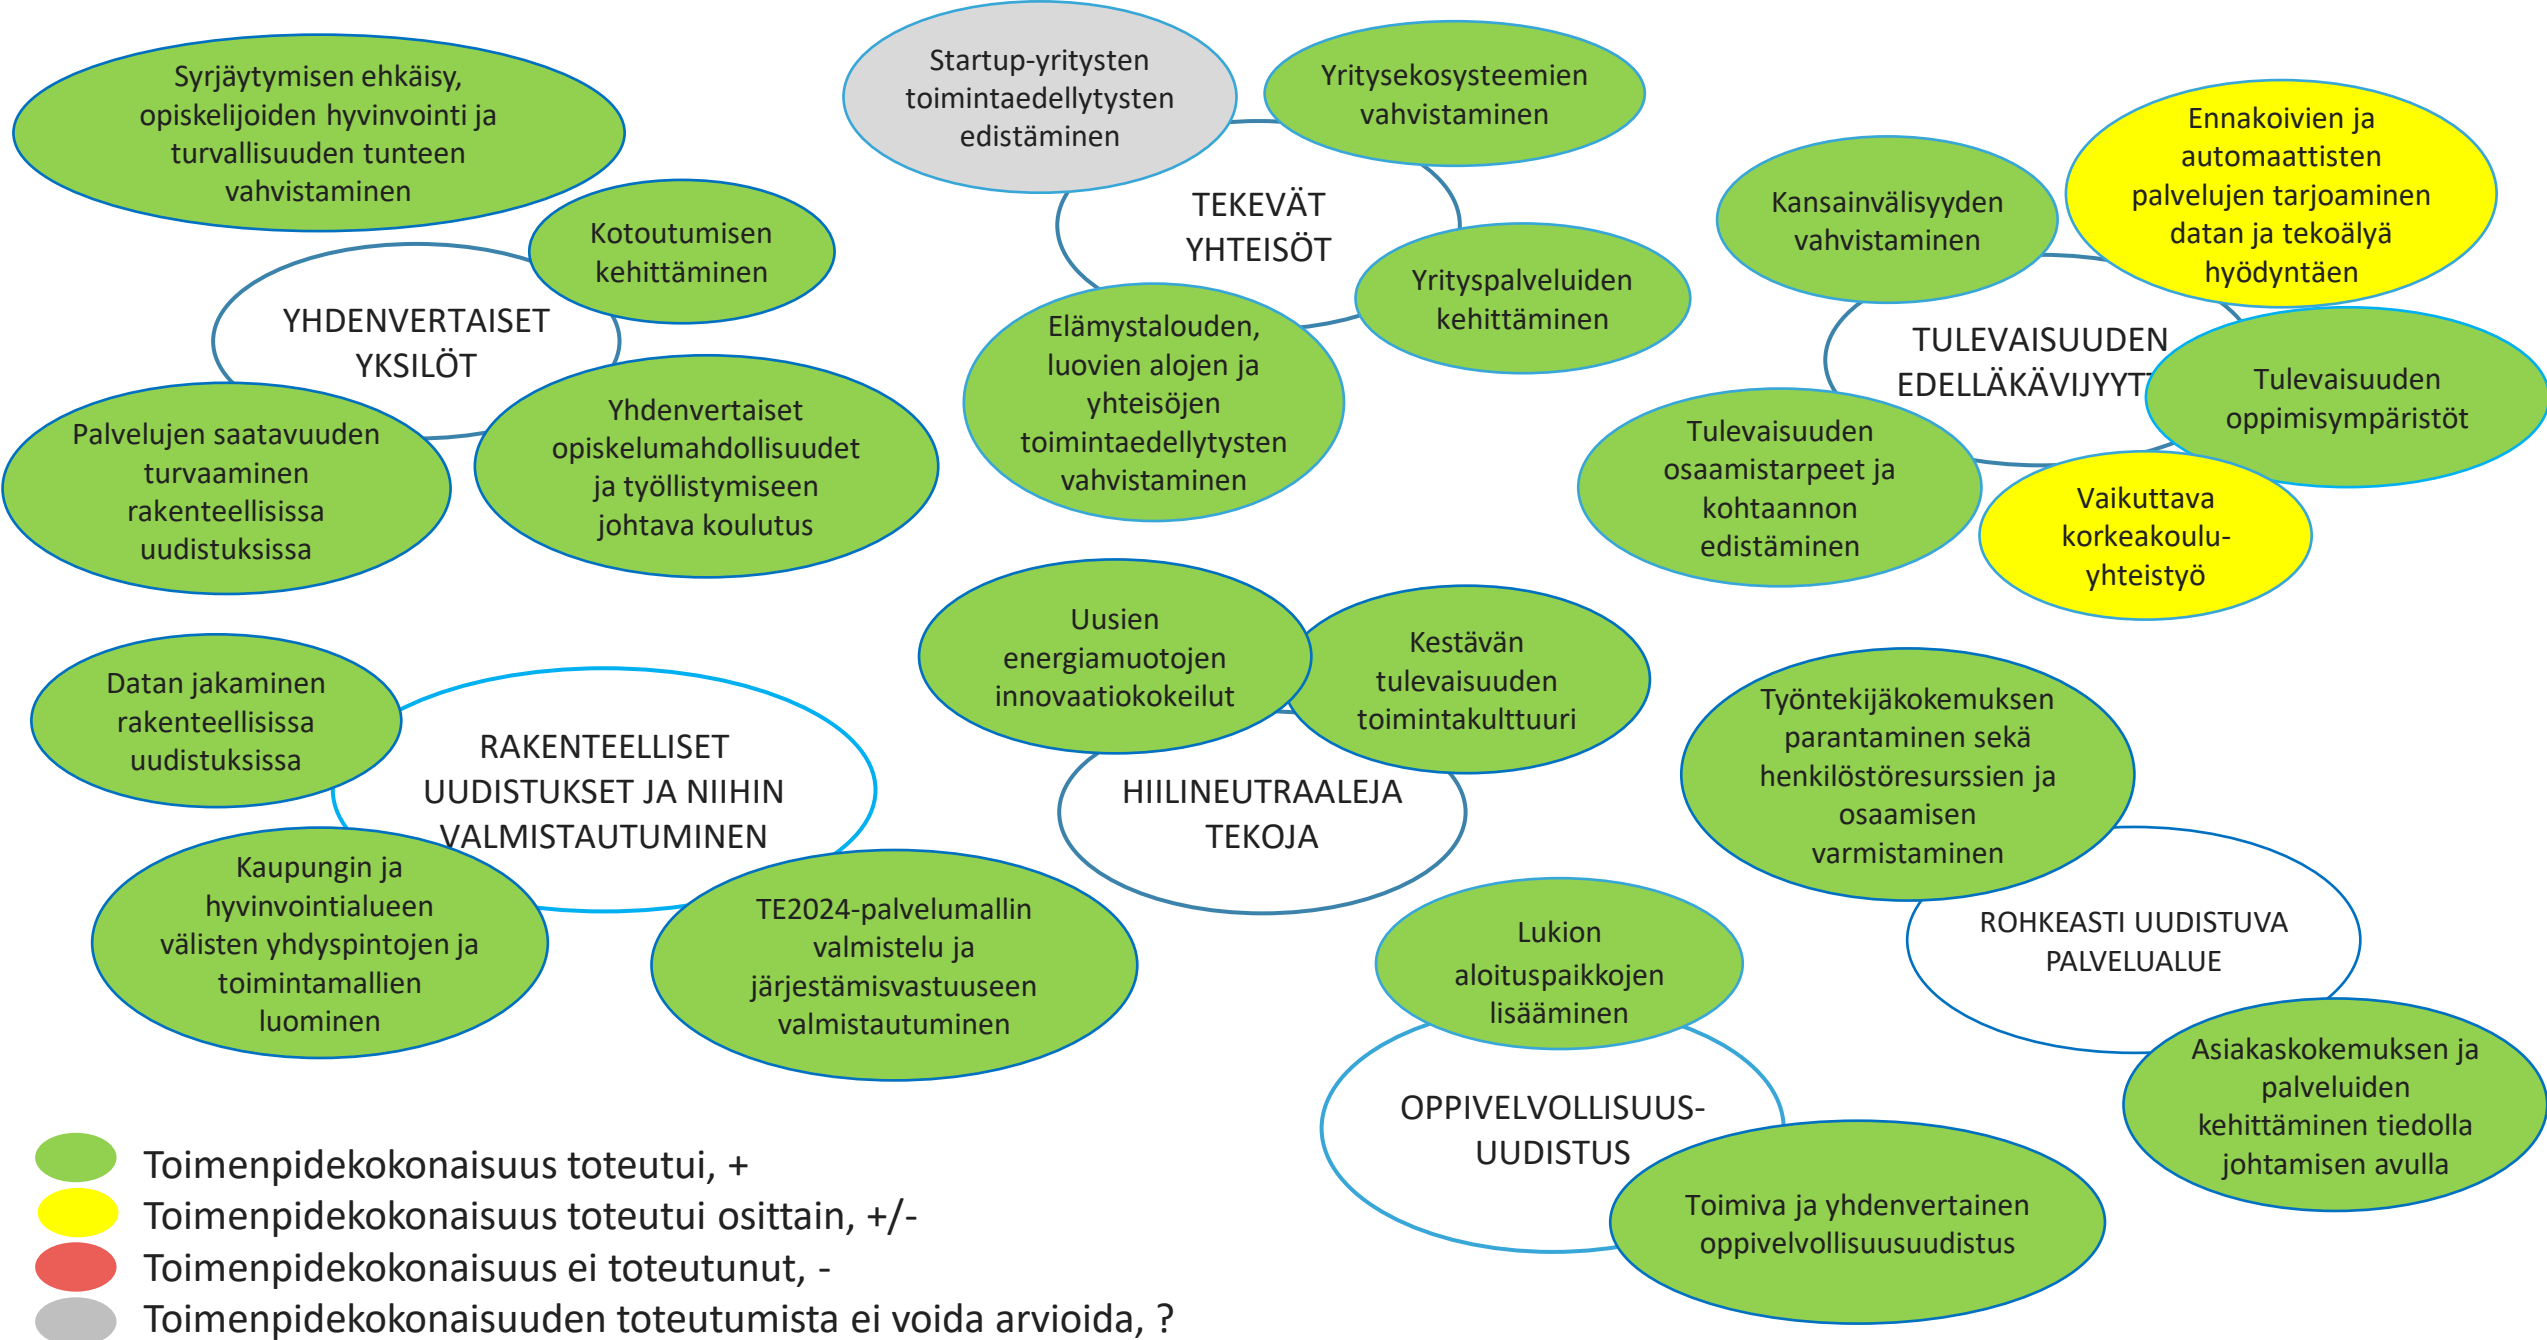 Syrjäytymisen ehkäisy,
opiskelijoiden hyvinvointi ja
turvallisuuden tunteen
vahvistaminen
Kotoutumisen
kehittäminen
YHDENVERTAISET
YKSILÖT
Palvelujen saatavuuden
turvaaminen
rakenteellisissa
uudistuksissa
Yhdenvertaiset
opiskelumahdollisuudet
ja työllistymiseen
johtava koulutus
Startup-yritysten
toimintaedellytysten
edistäminen
Yritysekosysteemien
vahvistaminen
TEKEVÄT
YHTEISÖT
Yrityspalveluiden
kehittäminen
Elämystalouden,
luovien alojen ja
yhteisöjen
toimintaedellytysten
vahvistaminen
Kansainvälisyyden
vahvistaminen
Ennakoivien ja
automaattisten
palvelujen tarjoaminen
datan ja tekoälyä
hyödyntäen
TULEVAISUUDEN
EDELLÄKÄVIJYYT
Tulevaisuuden
oppimisympäristöt
Tulevaisuuden
osaamistarpeet ja
kohtaannon
edistäminen
Vaikuttava
korkeakoulu-
yhteistyö
Datan jakaminen
rakenteellisissa
uudistuksissa
RAKENTEELLISET
UUDISTUKSET JA NIIHIN
VALMISTAUTUMINEN
Kaupungin ja
hyvinvointialueen
välisten yhdyspintojen ja
toimintamallien
luominen
TE2024-palvelumallin
valmistelu ja
järjestämisvastuuseen
valmistautuminen
Uusien
energiamuotojen
innovaatiokokeilut
Kestävän
tulevaisuuden
toimintakulttuuri
HIILINEUTRAALEJA
TEKOJA
Työntekijäkokemuksen
parantaminen sekä
henkilöstöresurssien ja
osaamisen
varmistaminen
ROHKEASTI UUDISTUVA
PALVELUALUE
Asiakaskokemuksen ja
palveluiden
kehittäminen tiedolla
johtamisen avulla
Lukion
aloituspaikkojen
lisääminen
OPPIVELVOLLISUUS-
UUDISTUS
Toimiva ja yhdenvertainen
oppivelvollisuusuudistus
Toimenpidekokonaisuus toteutui, +
Toimenpidekokonaisuus toteutui osittain, +/-
Toimenpidekokonaisuus ei toteutunut, -
Toimenpidekokonaisuuden toteutumista ei voida arvioida, ?